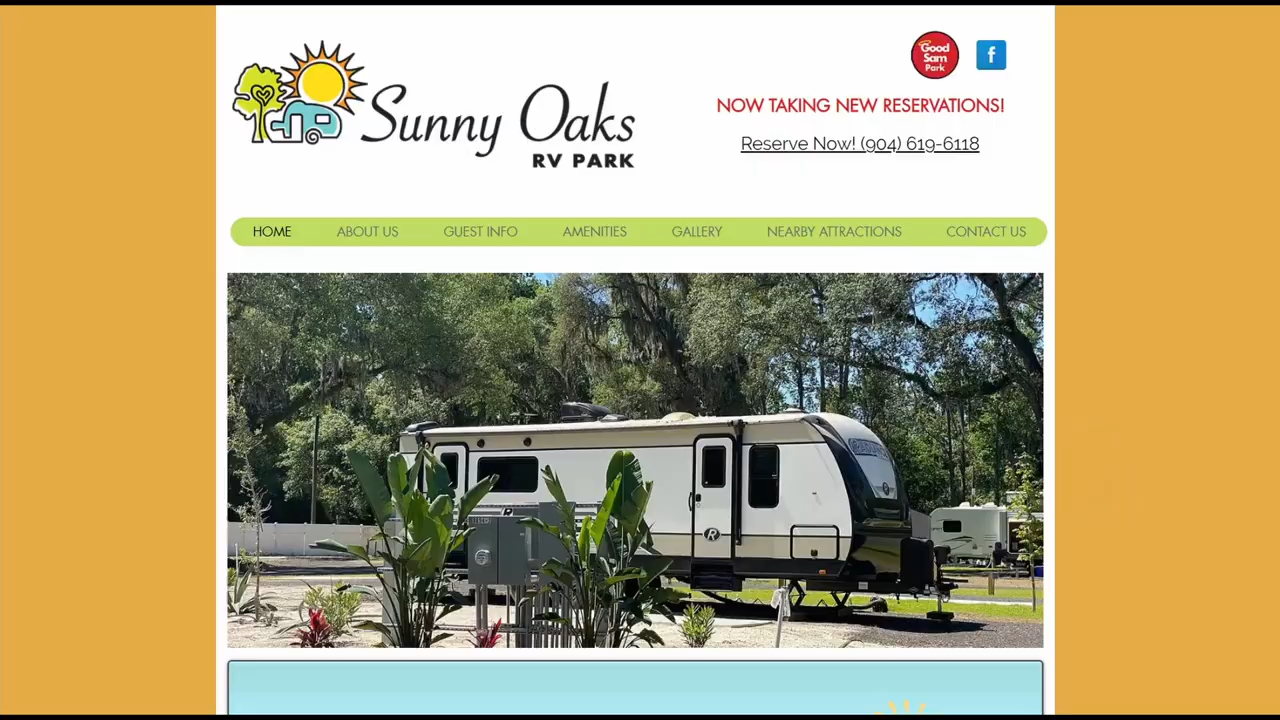 Good
Sam
Park
f
NOW TAKING NEW RESERVATIONS!
Sunny Oaks
RV PARK
Reserve Now! (904) 619-6118
HOME
ABOUT US
GUEST INFO
AMENITIES
GALLERY
NEARBY ATTRACTIONS
CONTACT US
R
R